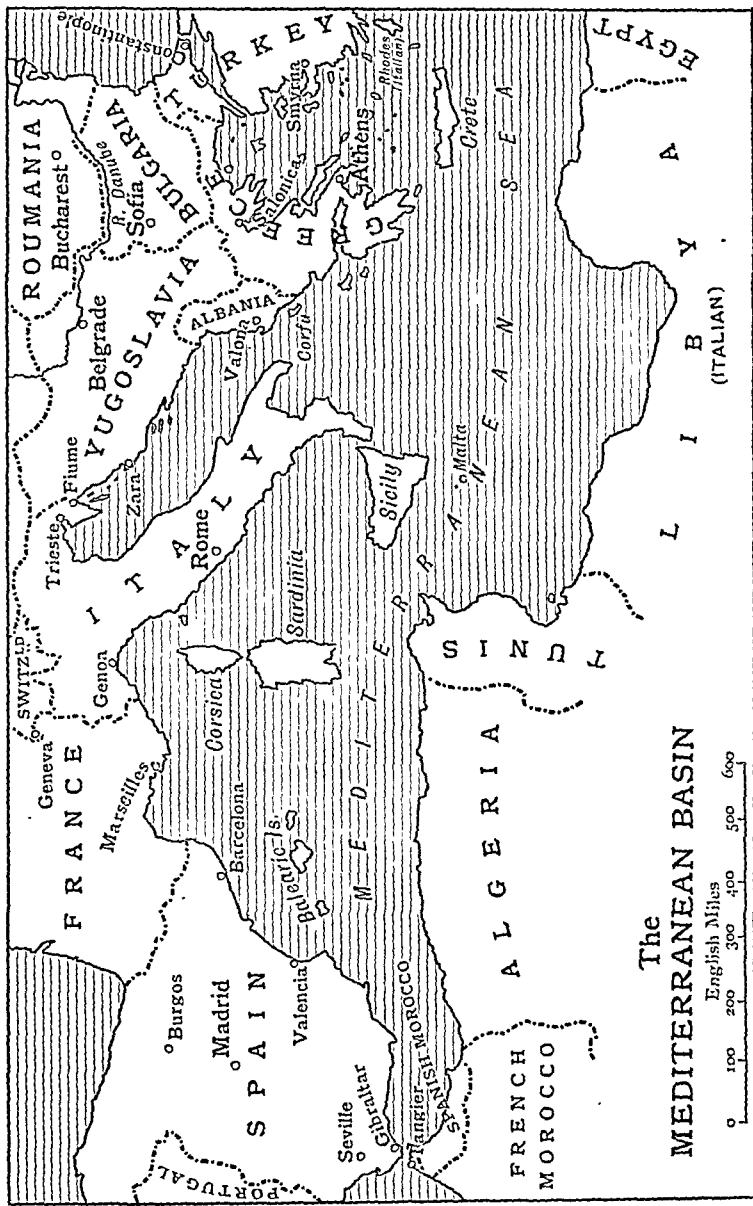 The
MEDITERRANEAN BASIN
English Miles
0 100 200 300 400 500 600
PORTUGAL
SPAIN
Burgos
Madrid
Barcelona
Valencia
Seville
Gibraltar
Tangier
SPANISH MOROCCO
FRENCH
MOROCCO
ALGERIA
TUNIS
LIBYA
(ITALIAN)
EGYPT
FRANCE
Marseilles
Geneva
SWITZLD
Genoa
ITALY
Rome
Trieste
Fiume
Zara
YUGOSLAVIA
Belgrade
ROUMANIA
Bucharest
R. Danube
BULGARIA
Sofia
ALBANIA
Valona
Corfu
GREECE
Salonica
Athens
TURKEY
Constantinople
Smyrna
Rhodes
(Italian)
Crete
Corsica
Sardinia
Balearic Is.
Sicily
Malta
MEDITERRANEAN SEA